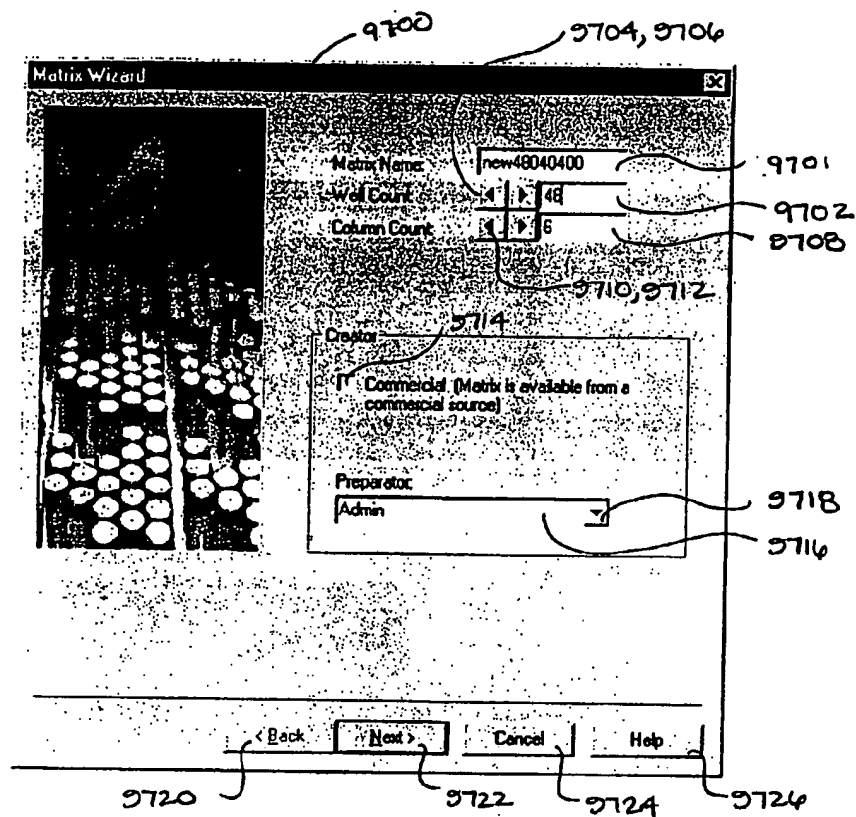 9700
9704, 9706
Matrix Wizard
Matrix Name: new48040400
9701
Well Count: 48
9702
Column Count: 6
9708
9710, 9712
9714
Creator
Commercial (Matrix is available from a
commercial source)
Preparator:
Admin
9718
9716
< Back Next > Cancel Help
9720 9722 9724 9726